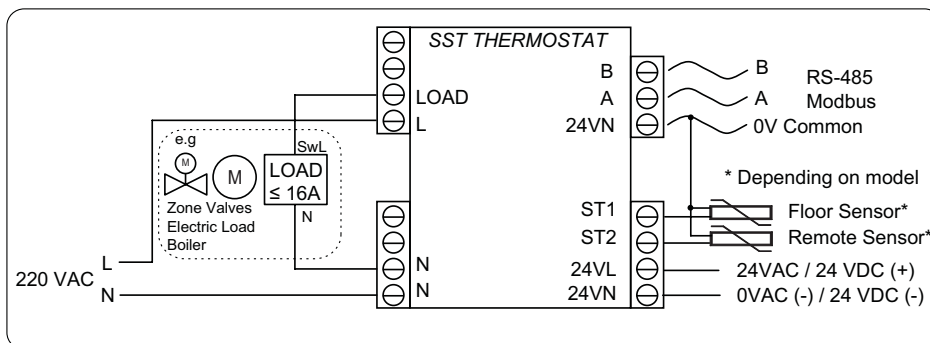 SST THERMOSTAT
B
B
RS-485
Modbus
LOAD
A
A
L
24VN
0V Common
e.g
M
SwL
LOAD
≤ 16A
M
N
Zone Valves
Electric Load
Boiler
* Depending on model
ST1
Floor Sensor*
ST2
Remote Sensor*
220 VAC
L
N
24VL
24VAC / 24 VDC (+)
N
N
24VN
0VAC (-) / 24 VDC (-)